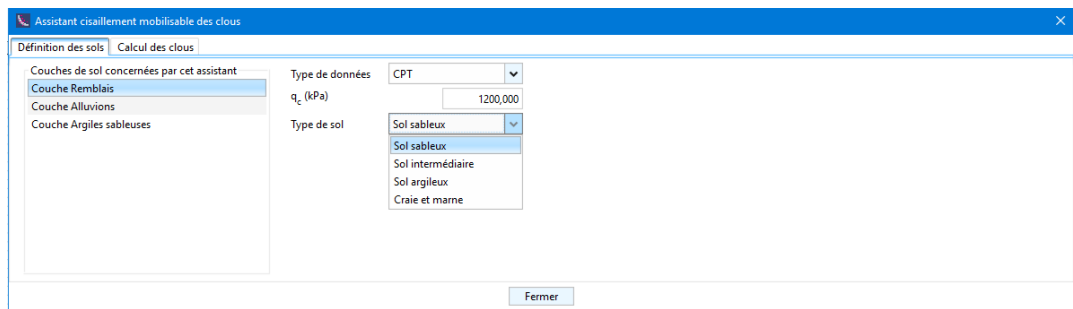 Assistant cisaillement mobilisable des clous
Définition des sols Calcul des clous
Couches de sol concernées par cet assistant
Couche Remblais
Couche Alluvions
Couche Argiles sableuses
Type de données CPT
qc (kPa) 1200,000
Type de sol Sol sableux
Sol sableux
Sol intermédiaire
Sol argileux
Craie et marne
Fermer